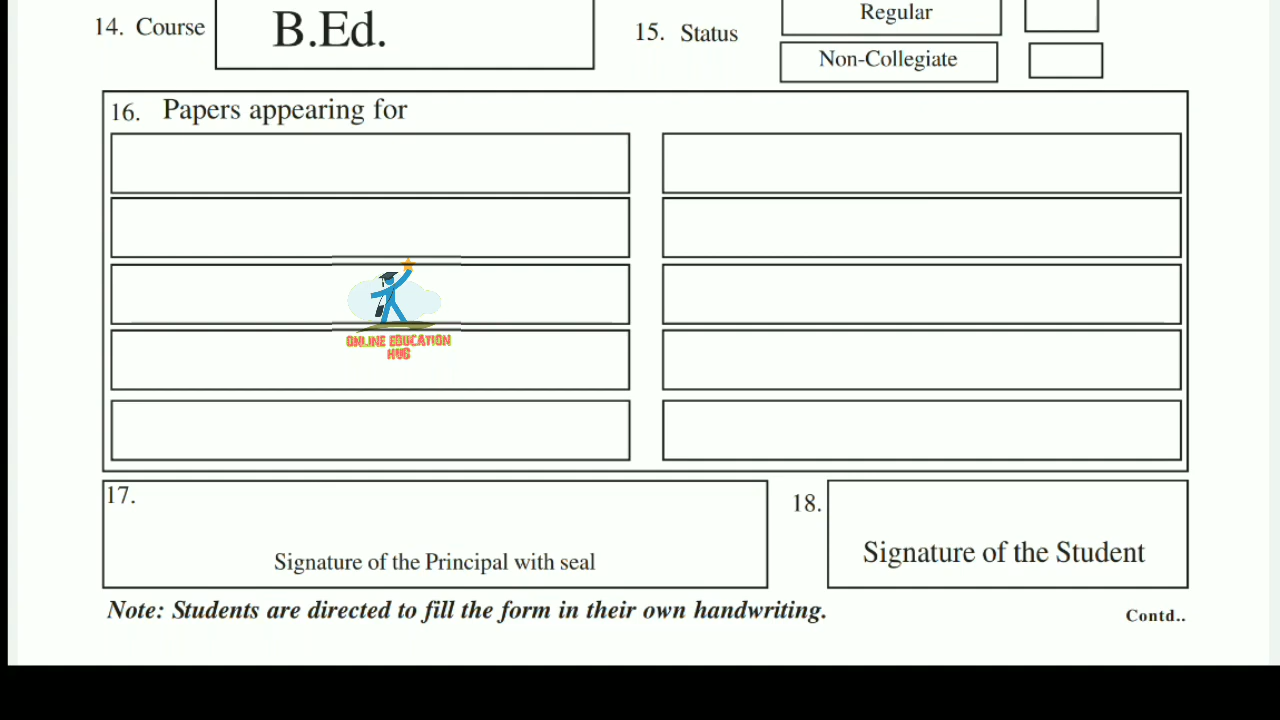 14. Course
B.Ed.
15. Status
Regular
Non-Collegiate
16. Papers appearing for
ONLINE EDUCATION
HUG
17.
Signature of the Principal with seal
18.
Signature of the Student
Note: Students are directed to fill the form in their own handwriting.
Contd..